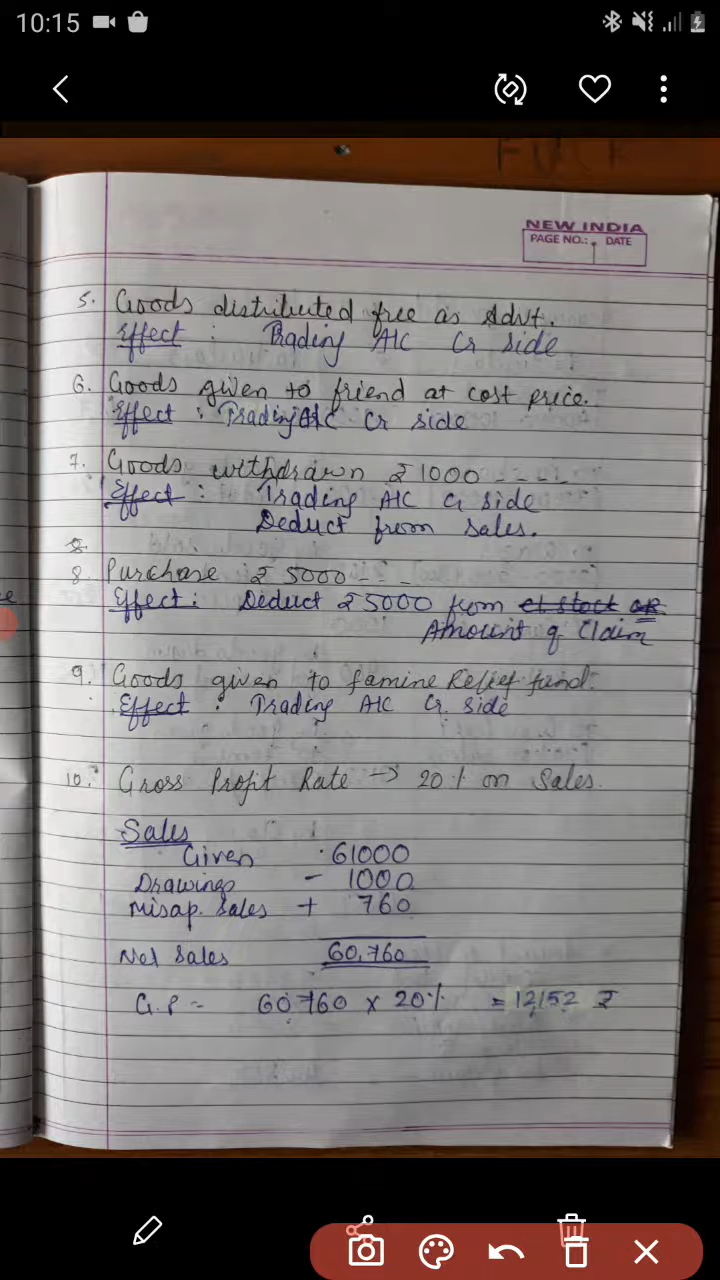 10:15
NEW INDIA
PAGE NO.: DATE
5. Goods distributed free as Advt.
Effect : Trading A/C Cr side
6. Goods given to friend at cost price.
Effect : Trading A/C Cr side
7. Goods withdrawn ₹1000 - - - -
Effect : Trading A/C Cr side
Deduct from sales.
8.
8. Purchase ₹ 5000 - - -
Effect : Deduct ₹5000 from cl stock OR
Amount of Claim
9. Goods given to famine Relief fund.
Effect : Trading A/C Cr side
10. Gross Profit Rate → 20% on Sales.
Sales
Given 61000
Drawings - 1000
Misap. Sales + 760
Net Sales 60,760
G.P - 60760 x 20% = 12152 ₹